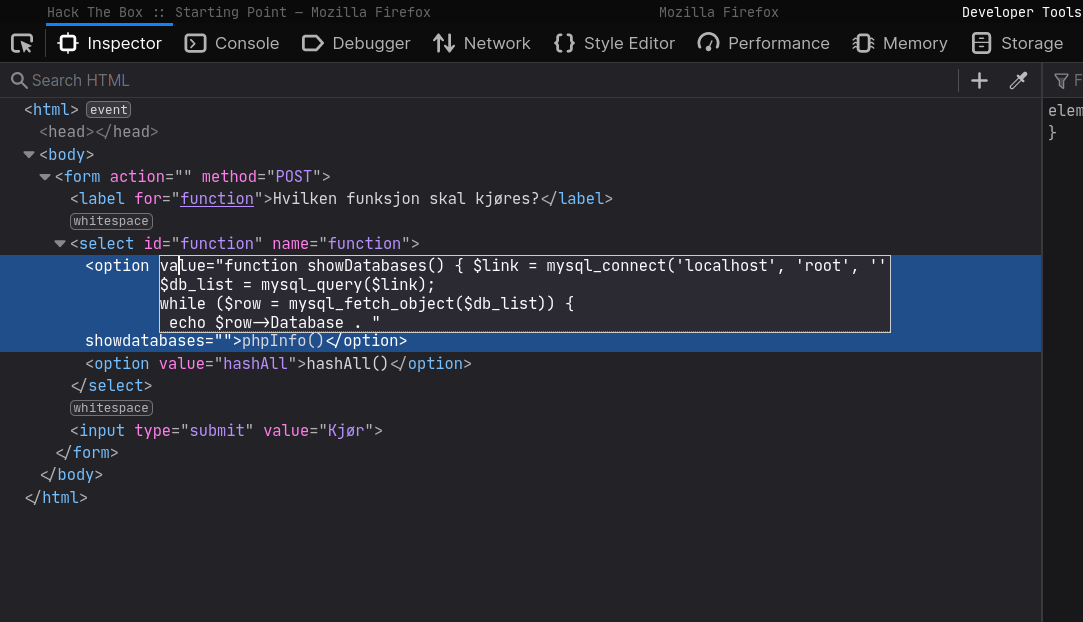 Hack The Box :: Starting Point — Mozilla Firefox Mozilla Firefox Developer Tools
Inspector Console Debugger Network Style Editor Performance Memory Storage
Search HTML
<html> event
<head></head>
elem
<body>
}
<form action="" method="POST">
<label for="function">Hvilken funksjon skal kjøres?</label>
whitespace
<select id="function" name="function">
<option value="function showDatabases() { $link = mysql_connect('localhost', 'root', ''
$db_list = mysql_query($link);
while ($row = mysql_fetch_object($db_list)) {
echo $row->Database . "
showdatabases="">phpInfo()</option>
<option value="hashAll">hashAll()</option>
</select>
whitespace
<input type="submit" value="Kjør">
</form>
</body>
</html>